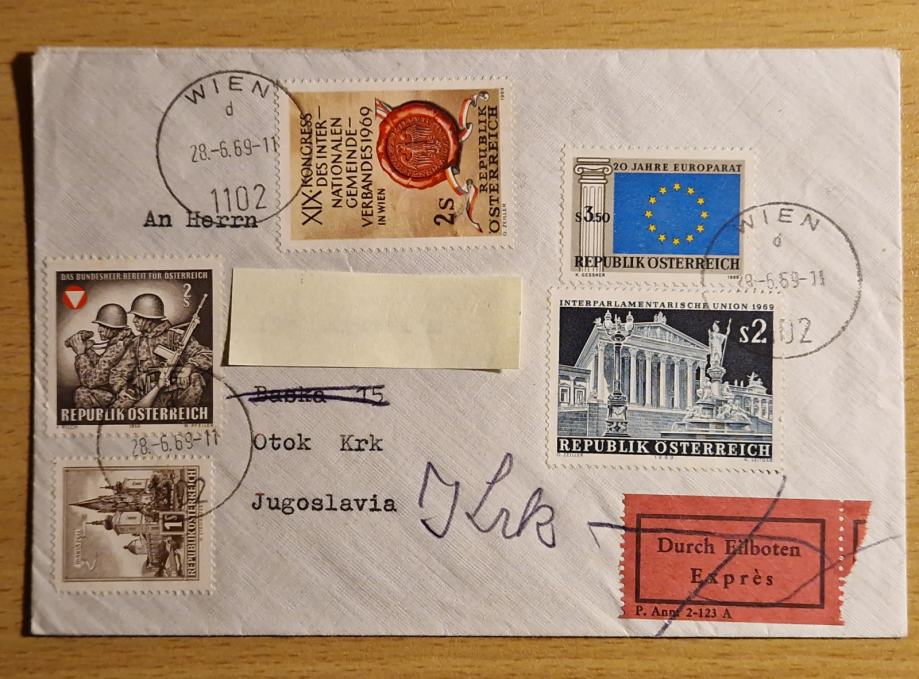 WIEN
d
28.-6.69-11
1102
XIX. KONGRESS
DES INTER-
NATIONALEN
GEMEINDE-
VERBANDES 1969
IN WIEN
2S
REPUBLIK
ÖSTERREICH
20 JAHRE EUROPARAT
S 3.50
REPUBLIK ÖSTERREICH
K. GESSNER
WIEN
d
28.-6.69-11
An Herrn
DAS BUNDESHEER BEREIT FÜR ÖSTERREICH
2
S
REPUBLIK ÖSTERREICH
INTERPARLAMENTARISCHE UNION 1969
S2
REPUBLIK ÖSTERREICH
Baska 15
28.-6.69-11
Otok Krk
Jugoslavia
Krk
REPUBLIK ÖSTERREICH
Durch Eilboten
Exprès
P. Anm 2-123 A